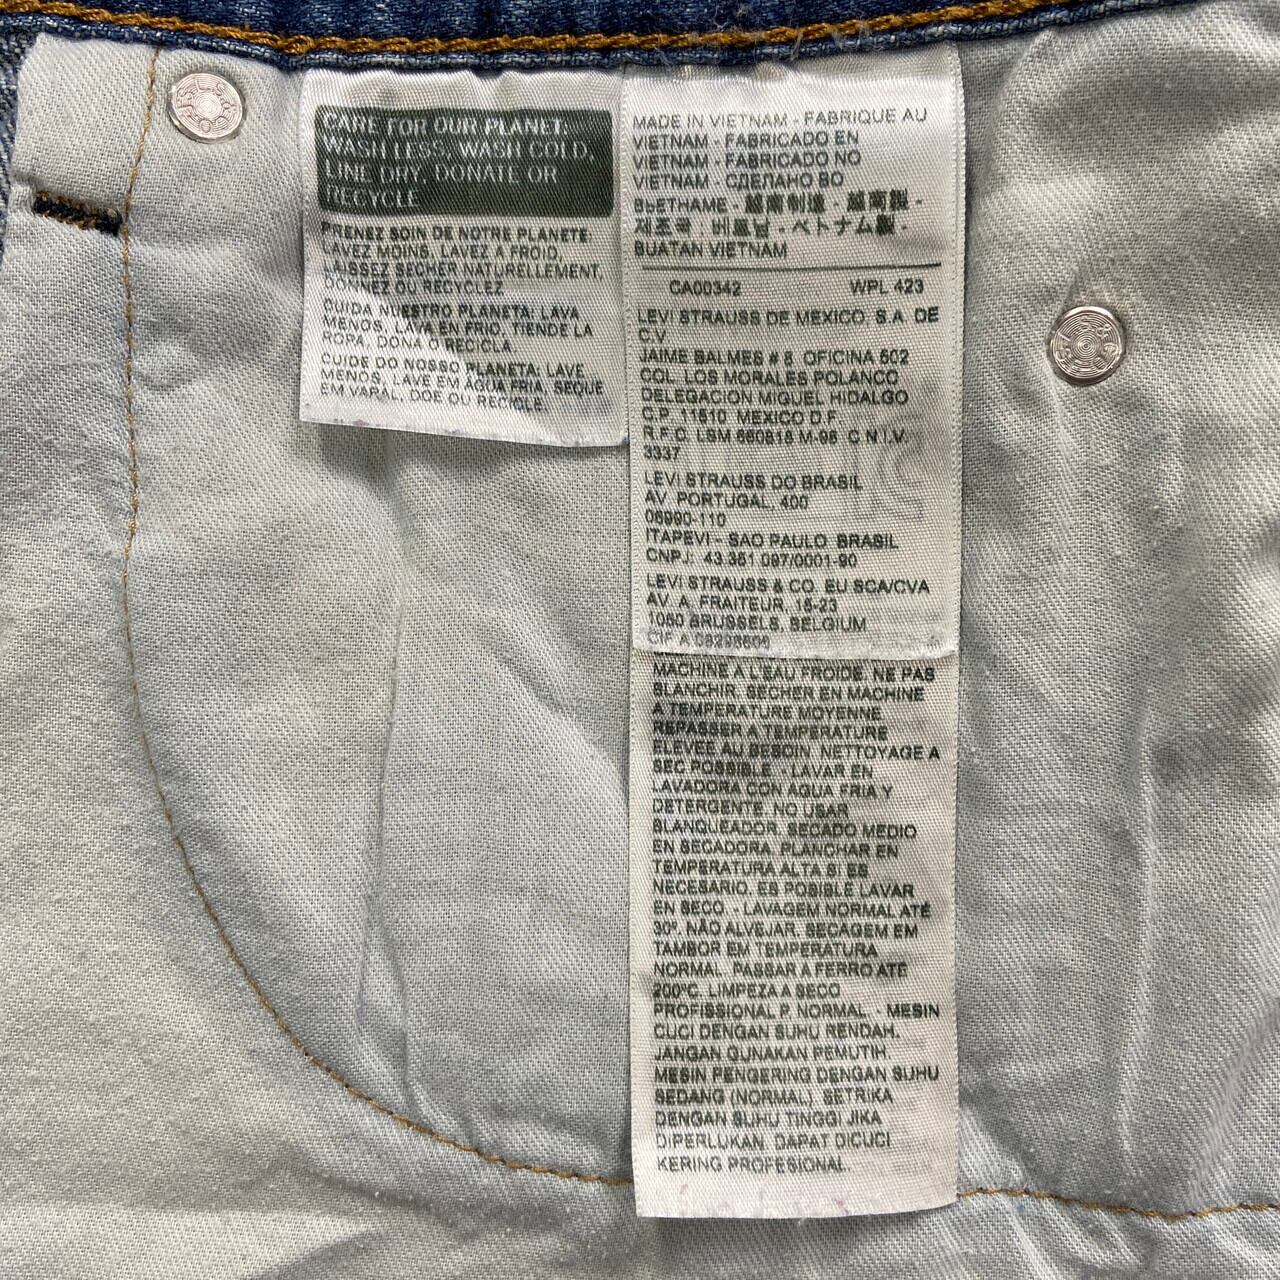 CARE FOR OUR PLANET:
WASH LESS, WASH COLD,
LINE DRY, DONATE OR
RECYCLE
PRENEZ SOIN DE NOTRE PLANETE
LAVEZ MOINS, LAVEZ A FROID,
LAISSEZ SECHER NATURELLEMENT,
DONNEZ OU RECYCLEZ
CUIDA NUESTRO PLANETA: LAVA
MENOS, LAVA EN FRIO, TIENDE LA
ROPA, DONA O RECICLA
CUIDE DO NOSSO PLANETA: LAVE
MENOS, LAVE EM ÁGUA FRIA, SEQUE
EM VARAL, DOE OU RECICLE.
MADE IN VIETNAM - FABRIQUE AU
VIETNAM - FABRICADO EN
VIETNAM - FABRICADO NO
VIETNAM - СДЕЛАНО ВО
ВЬЕТНАМЕ - 越南制造 - 越南製 -
제조국 : 베트남 - ベトナム製 -
BUATAN VIETNAM
CA00342 WPL 423
LEVI STRAUSS DE MEXICO, S.A. DE
C.V
JAIME BALMES # 8 OFICINA 602
COL. LOS MORALES POLANCO
DELEGACION MIGUEL HIDALGO
C.P. 11510 MEXICO D.F
R.F.C. LSM 860818 M-98 C.N.I.V.
3337
LEVI STRAUSS DO BRASIL
AV. PORTUGAL, 400
06690-110
ITAPEVI - SAO PAULO BRASIL
CNPJ. 43.351.097/0001-90
LEVI STRAUSS & CO. EU SCA/CVA
AV. A. FRAITEUR, 15-23
1050 BRUSSELS, BELGIUM
CIF A
MACHINE A L'EAU FROIDE. NE PAS
BLANCHIR. SECHER EN MACHINE
A TEMPERATURE MOYENNE
REPASSER A TEMPERATURE
ELEVEE AU BESOIN. NETTOYAGE A
SEC POSSIBLE. - LAVAR EN
LAVADORA CON AGUA FRIA Y
DETERGENTE. NO USAR
BLANQUEADOR. SECADO MEDIO
EN SECADORA. PLANCHAR EN
TEMPERATURA ALTA SI ES
NECESARIO. ES POSIBLE LAVAR
EN SECO. - LAVAGEM NORMAL ATÉ
30º. NÃO ALVEJAR. SECAGEM EM
TAMBOR EM TEMPERATURA
NORMAL. PASSAR A FERRO ATÉ
200ºC. LIMPEZA A SECO
PROFISSIONAL P, NORMAL. - MESIN
CUCI DENGAN SUHU RENDAH.
JANGAN GUNAKAN PEMUTIH.
MESIN PENGERING DENGAN SUHU
SEDANG (NORMAL). SETRIKA
DENGAN SUHU TINGGI JIKA
DIPERLUKAN. DAPAT DICUCI
KERING PROFESIONAL.